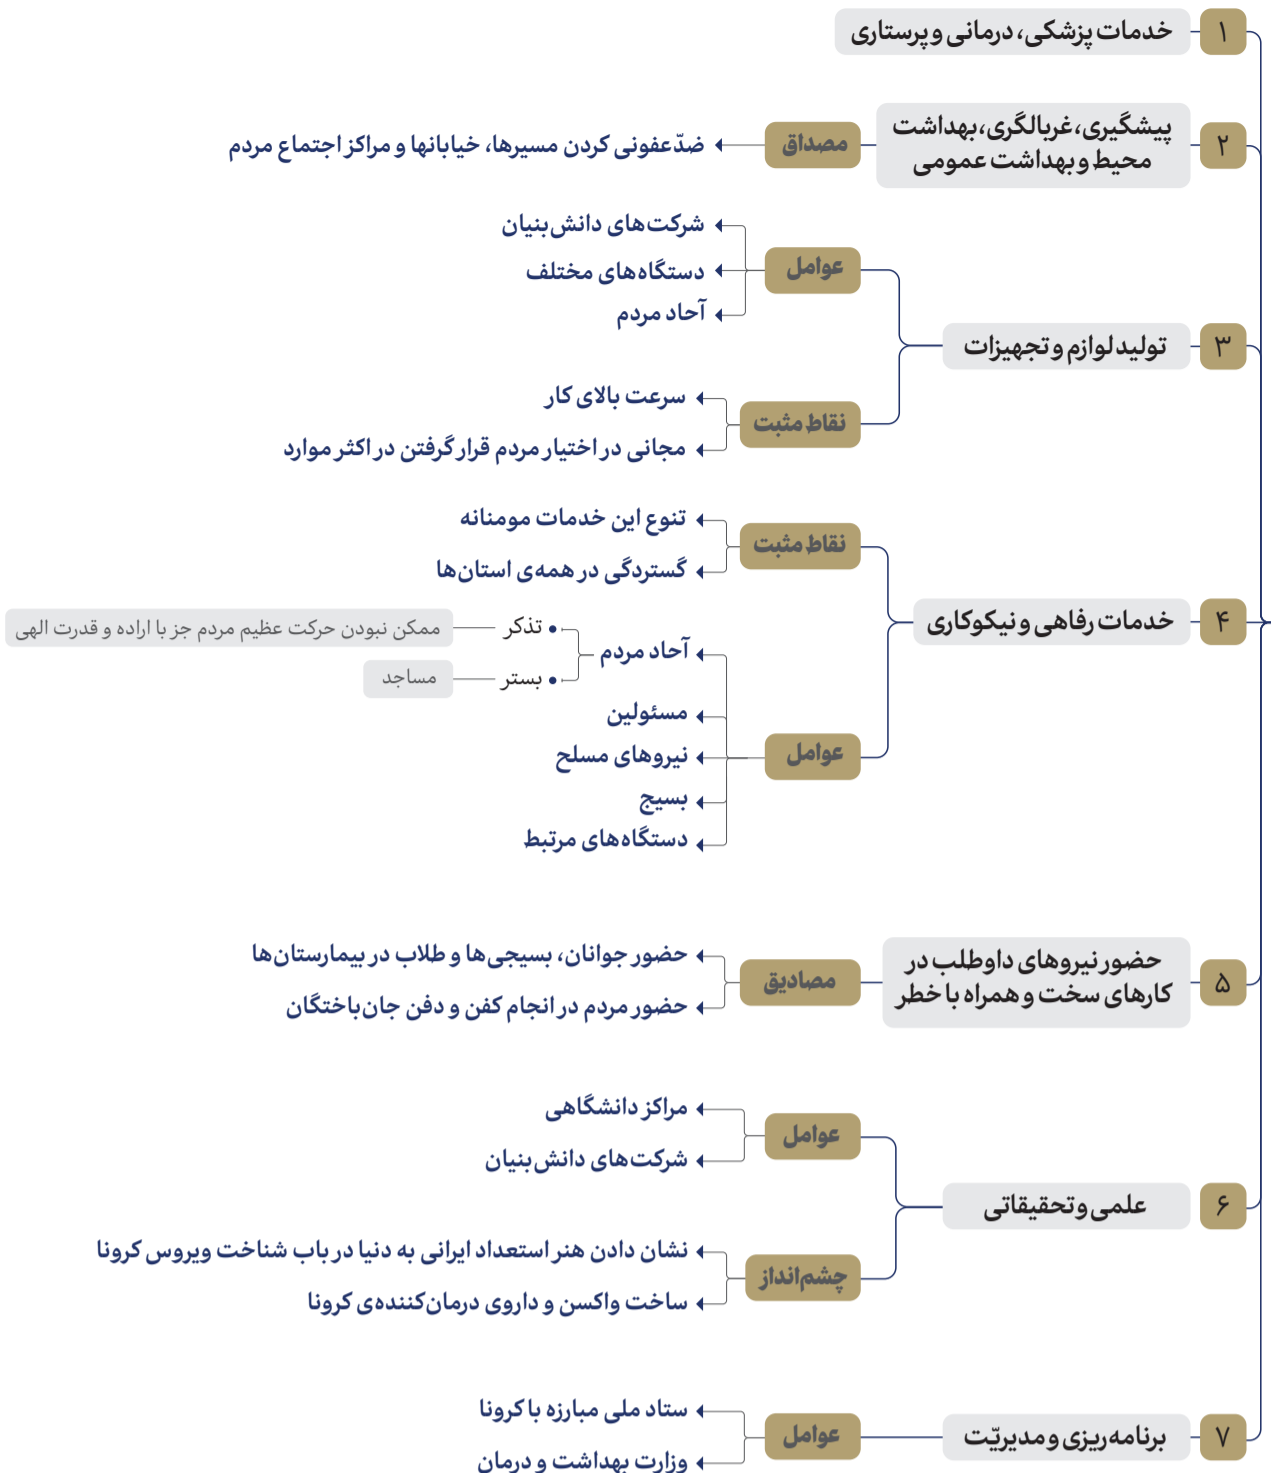 ۱
خدمات پزشکی، درمانی و پرستاری
۲
پیشگیری، غربالگری، بهداشت
محیط و بهداشت عمومی
مصداق
ضدّعفونی کردن مسیرها، خیابانها و مراکز اجتماع مردم
۳
تولید لوازم و تجهیزات
عوامل
شرکت‌های دانش‌بنیان
دستگاه‌های مختلف
آحاد مردم
نقاط مثبت
سرعت بالای کار
مجانی در اختیار مردم قرار گرفتن در اکثر موارد
۴
خدمات رفاهی و نیکوکاری
نقاط مثبت
تنوع این خدمات مومنانه
گستردگی در همه‌ی استان‌ها
عوامل
آحاد مردم
تذکر
ممکن نبودن حرکت عظیم مردم جز با اراده و قدرت الهی
بستر
مساجد
مسئولین
نیروهای مسلح
بسیج
دستگاه‌های مرتبط
۵
حضور نیروهای داوطلب در
کارهای سخت و همراه با خطر
مصادیق
حضور جوانان، بسیجی‌ها و طلاب در بیمارستان‌ها
حضور مردم در انجام کفن و دفن جان‌باختگان
۶
علمی و تحقیقاتی
عوامل
مراکز دانشگاهی
شرکت‌های دانش‌بنیان
چشم‌انداز
نشان دادن هنر استعداد ایرانی به دنیا در باب شناخت ویروس کرونا
ساخت واکسن و داروی درمان‌کننده‌ی کرونا
۷
برنامه‌ریزی و مدیریّت
عوامل
ستاد ملی مبارزه با کرونا
وزارت بهداشت و درمان